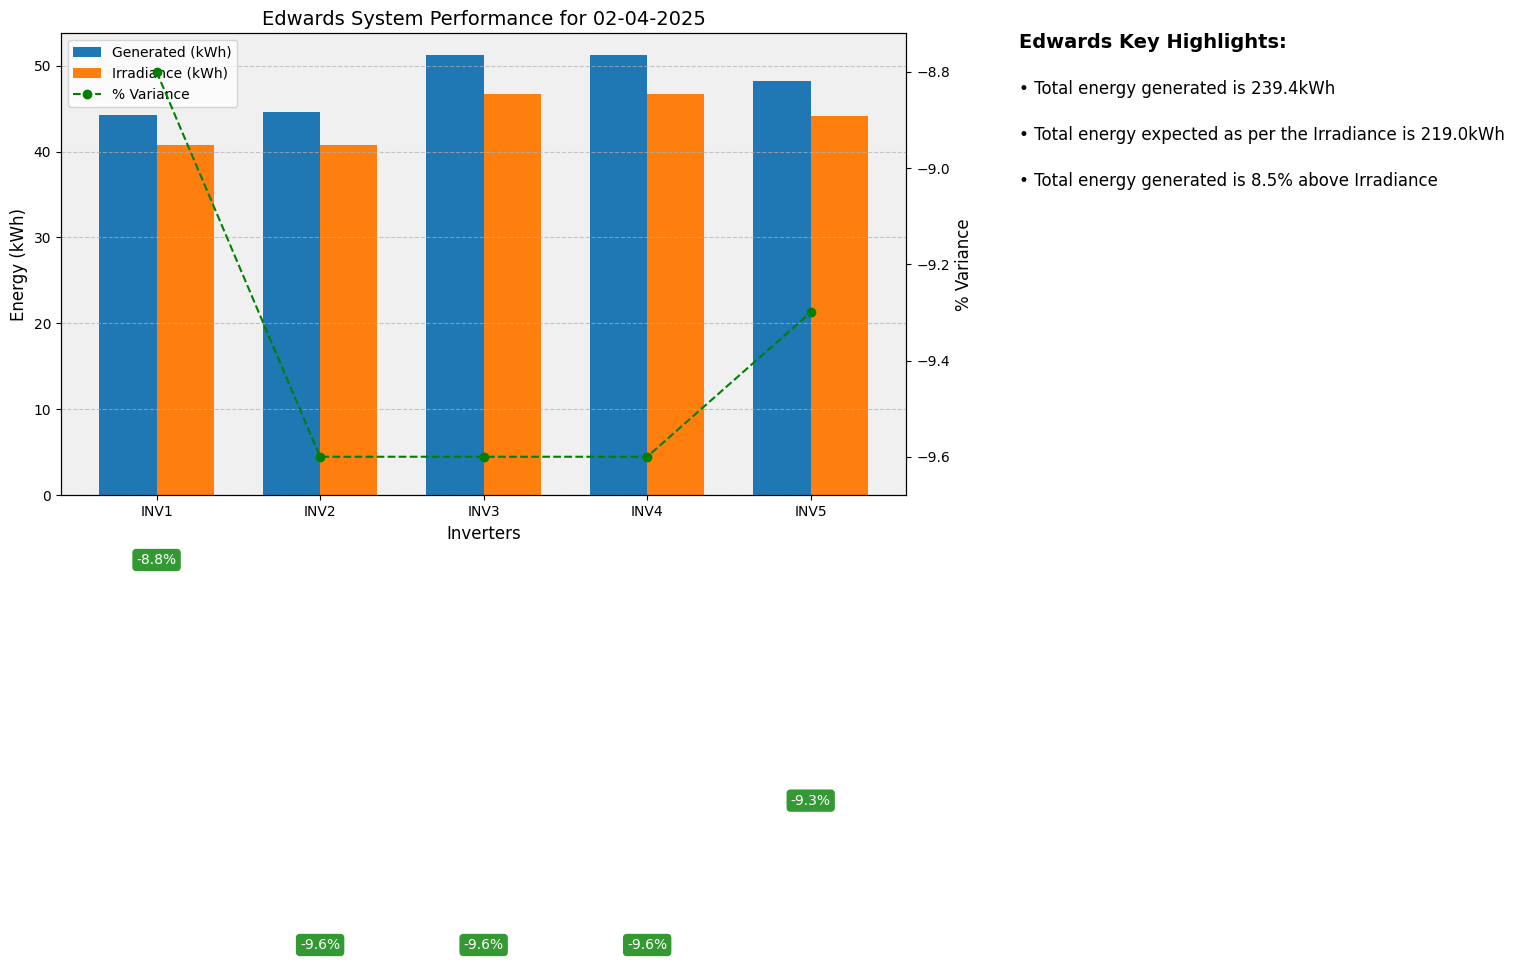 Edwards System Performance for 02-04-2025
Generated (kWh)
Irradiance (kWh)
% Variance
Energy (kWh)
50
40
30
20
10
0
−8.8
−9.0
−9.2
−9.4
−9.6
% Variance
INV1 INV2 INV3 INV4 INV5
Inverters
-8.8%
-9.3%
-9.6% -9.6% -9.6%
Edwards Key Highlights:
• Total energy generated is 239.4kWh
• Total energy expected as per the Irradiance is 219.0kWh
• Total energy generated is 8.5% above Irradiance